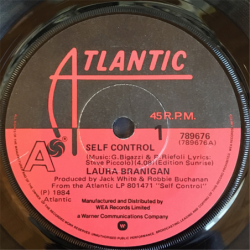 ATLANTIC
45 R.P.M.
1
789676
(789676A)
A
SELF CONTROL
(Music: G. Bigazzi & R. Riefoli Lyrics:
Steve Piccolo) (4.06) (Edition Sunrise)
LAURA BRANIGAN
Produced by Jack White & Robbie Buchanan
From the Atlantic LP 801471 "Self Control"
(P) 1984
Atlantic
Manufactured and Distributed by
WEA Records Limited
a Warner Communications Company